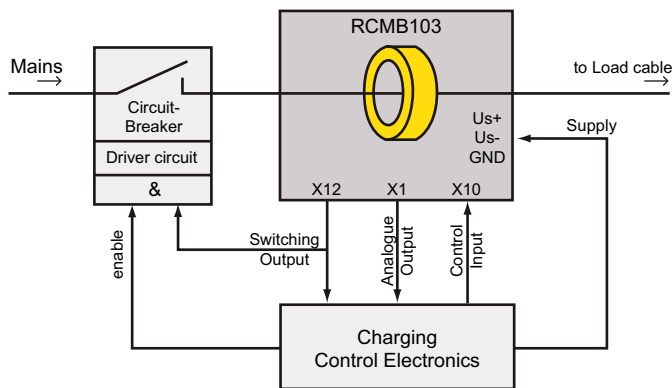 RCMB103
Mains
to Load cable
Circuit-
Breaker
Driver circuit
&
Us+
Us-
GND
Supply
X12
X1
X10
enable
Switching
Output
Analogue
Output
Control
Input
Charging
Control Electronics